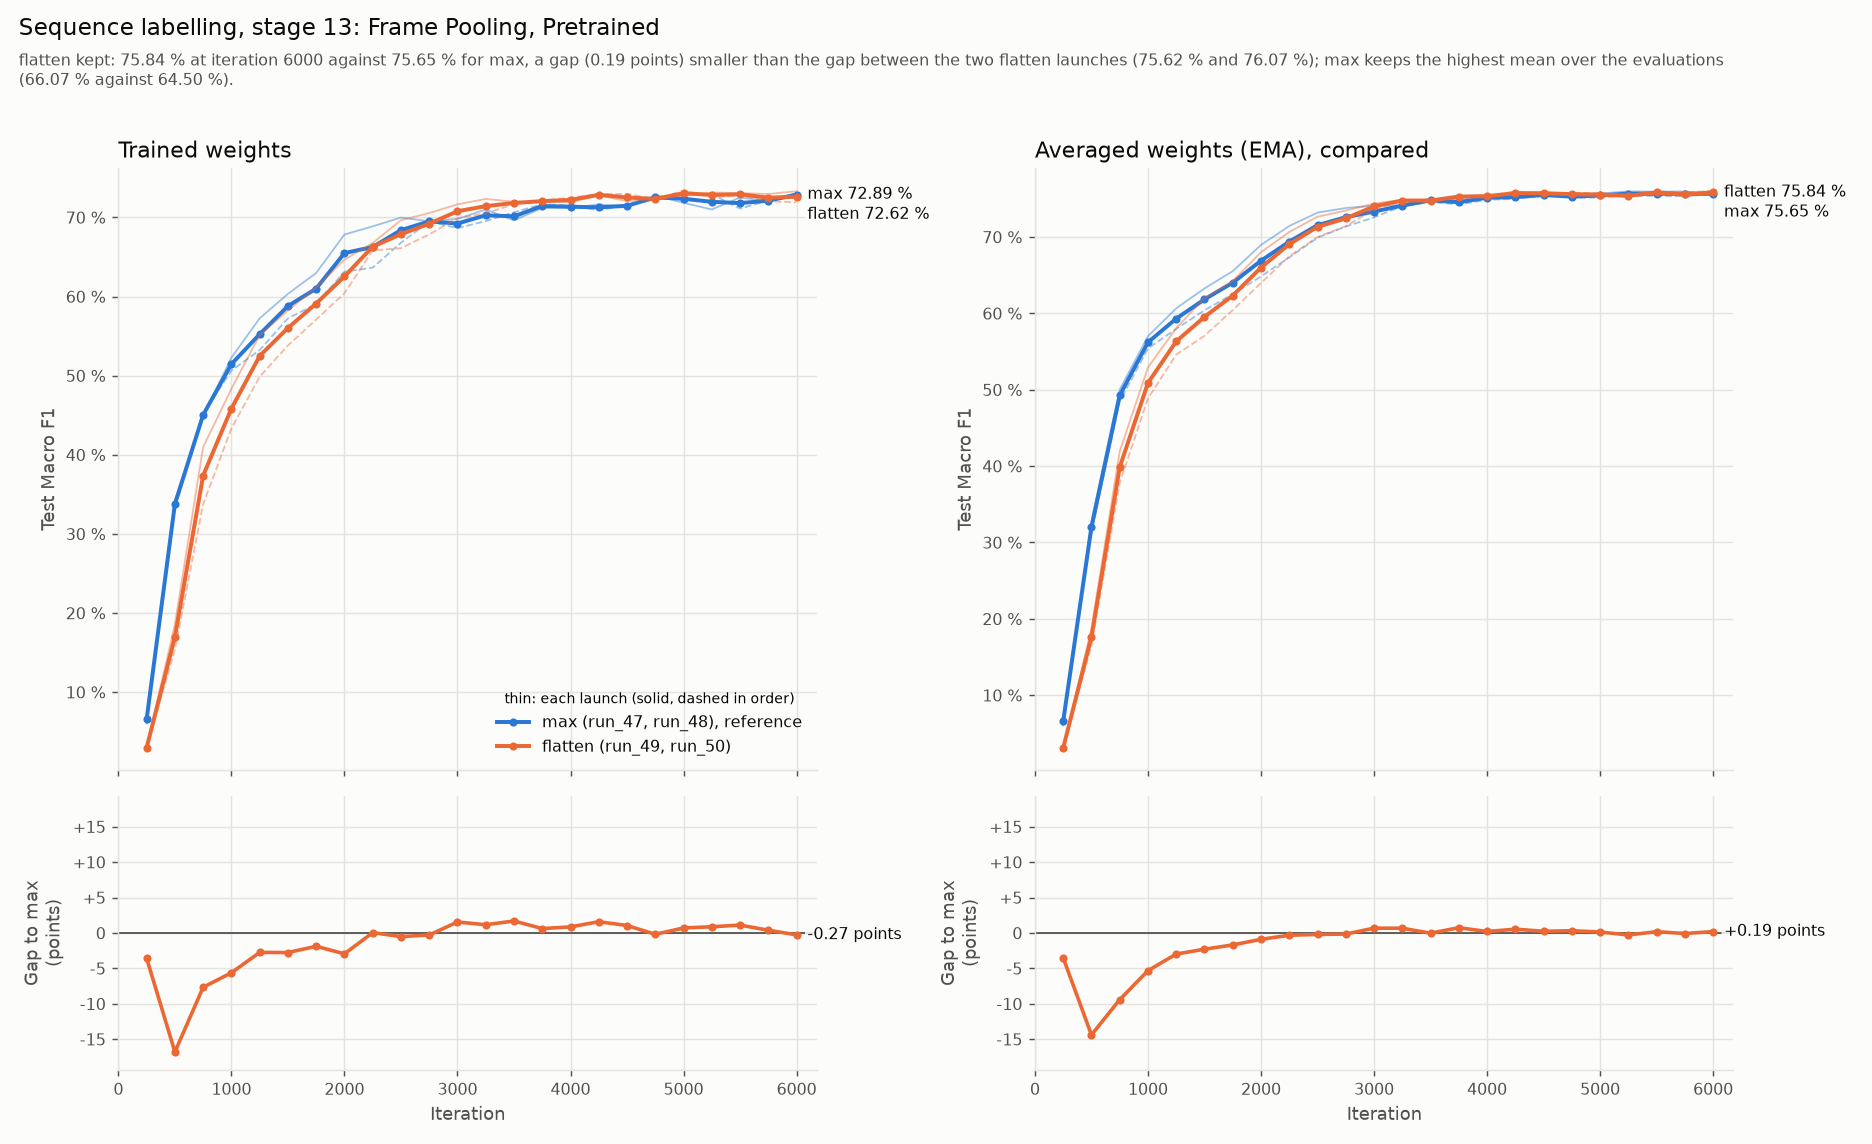 Sequence labelling, stage 13: Frame Pooling, Pretrained
flatten kept: 75.84 % at iteration 6000 against 75.65 % for max, a gap (0.19 points) smaller than the gap between the two flatten launches (75.62 % and 76.07 %); max keeps the highest mean over the evaluations
(66.07 % against 64.50 %).
Trained weights
70 %
60 %
50 %
40 %
30 %
20 %
10 %
Test Macro F1
max 72.89 %
flatten 72.62 %
thin: each launch (solid, dashed in order)
max (run_47, run_48), reference
flatten (run_49, run_50)
Averaged weights (EMA), compared
70 %
60 %
50 %
40 %
30 %
20 %
10 %
Test Macro F1
flatten 75.84 %
max 75.65 %
+15
+10
+5
0
-5
-10
-15
Gap to max
(points)
-0.27 points
0
1000
2000
3000
4000
5000
6000
Iteration
+15
+10
+5
0
-5
-10
-15
Gap to max
(points)
+0.19 points
0
1000
2000
3000
4000
5000
6000
Iteration